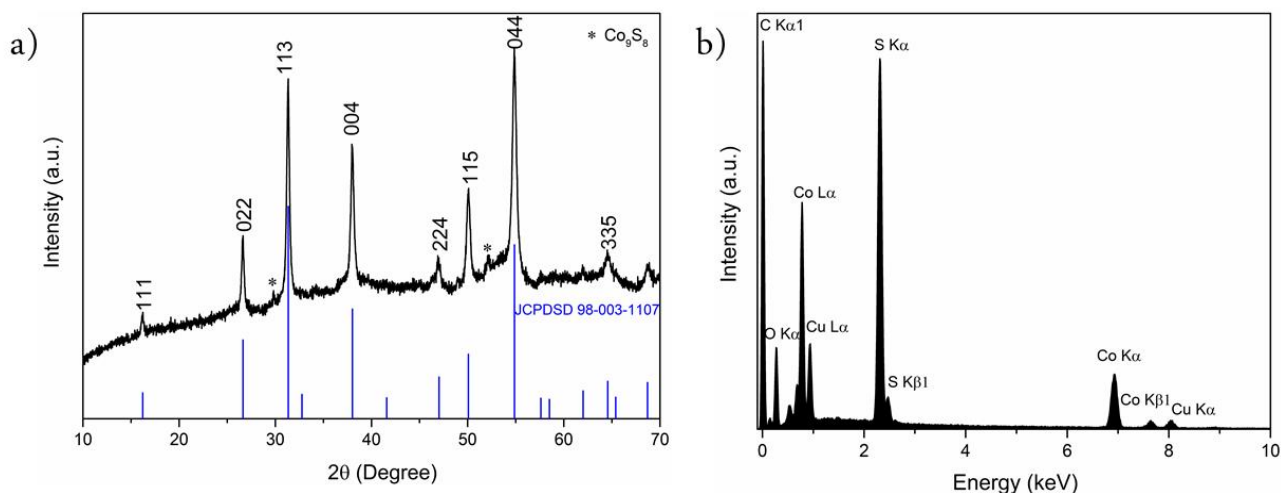 a)
* Co₉S₈
111
022
*
113
004
224
115
*
044
335
JCPDSD 98-003-1107
Intensity (a.u.)
10 20 30 40 50 60 70
2θ (Degree)
b)
C Kα1
S Kα
Co Lα
O Kα
Cu Lα
S Kβ1
Co Kα
Co Kβ1
Cu Kα
Intensity (a.u.)
0 2 4 6 8 10
Energy (keV)